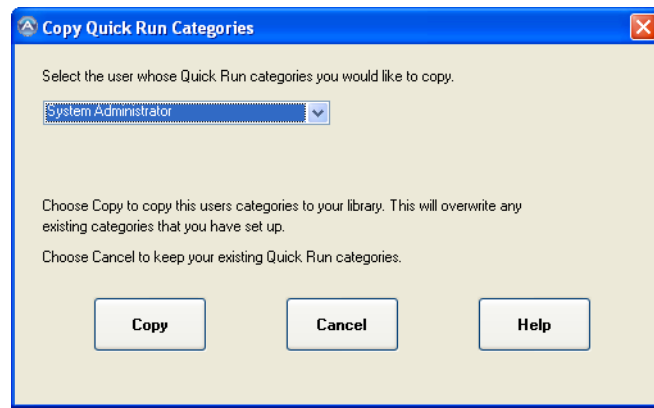 Copy Quick Run Categories
Select the user whose Quick Run categories you would like to copy.
System Administrator
Choose Copy to copy this users categories to your library. This will overwrite any
existing categories that you have set up.
Choose Cancel to keep your existing Quick Run categories.
Copy Cancel Help